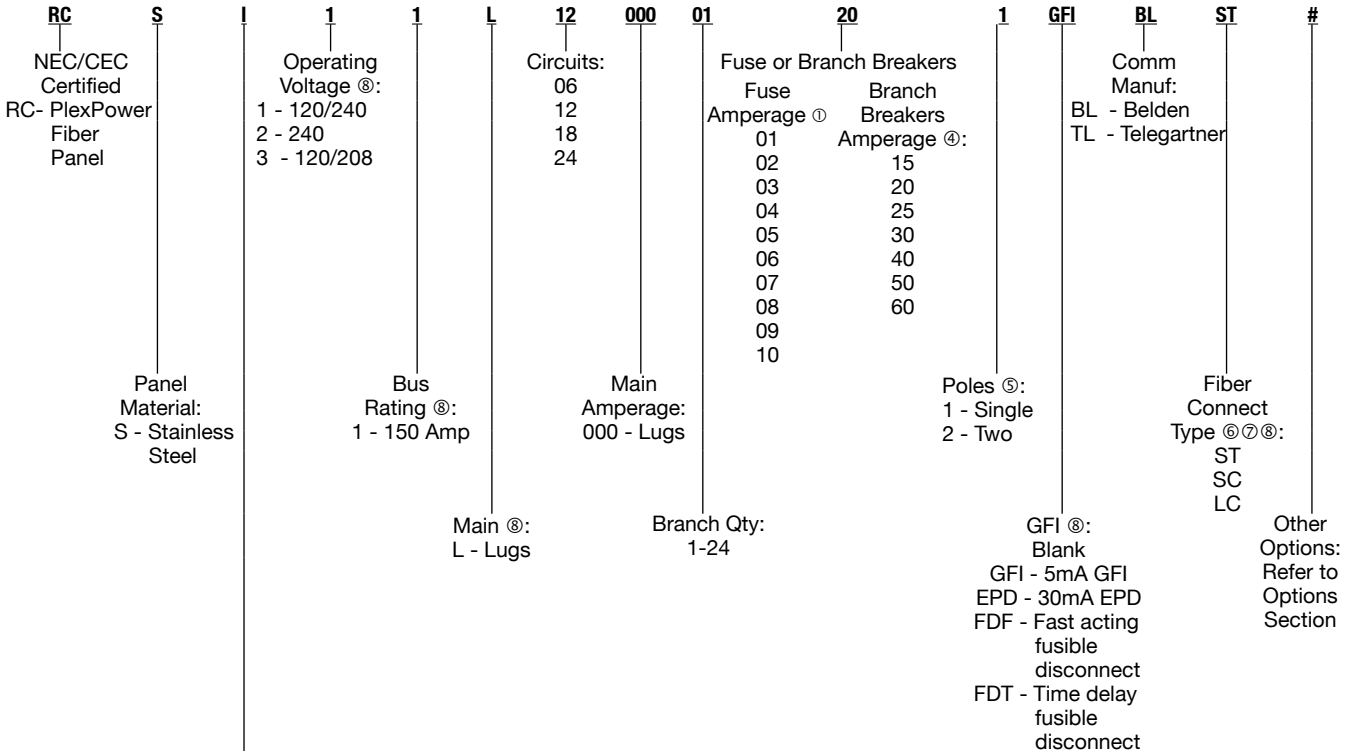 RC S I 1 1 L 12 000 01 20 1 GFI BL ST #
NEC/CEC
Certified
RC- PlexPower
Fiber
Panel
Operating
Voltage ⑧:
1 - 120/240
2 - 240
3 - 120/208
Circuits:
06
12
18
24
Fuse or Branch Breakers
Fuse
Amperage ①
01
02
03
04
05
06
07
08
09
10
Branch
Breakers
Amperage ④:
15
20
25
30
40
50
60
Comm
Manuf:
BL - Belden
TL - Telegartner
Panel
Material:
S - Stainless
Steel
Bus
Rating ⑧:
1 - 150 Amp
Main
Amperage:
000 - Lugs
Poles ⑤:
1 - Single
2 - Two
Fiber
Connect
Type ⑥⑦⑧:
ST
SC
LC
Main ⑧:
L - Lugs
Branch Qty:
1-24
GFI ⑧:
Blank
GFI - 5mA GFI
EPD - 30mA EPD
FDF - Fast acting
fusible
disconnect
FDT - Time delay
fusible
disconnect
Other
Options:
Refer to
Options
Section